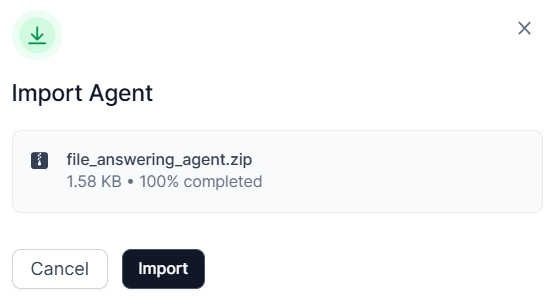 Import Agent
file_answering_agent.zip
1.58 KB • 100% completed
Cancel
Import